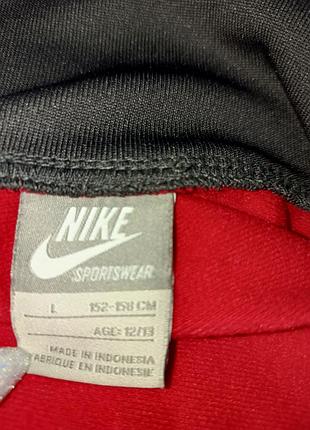 NIKE
SPORTSWEAR
L 152-158 CM
AGE: 12/13
MADE IN INDONESIA
FABRIQUE EN INDONESIE